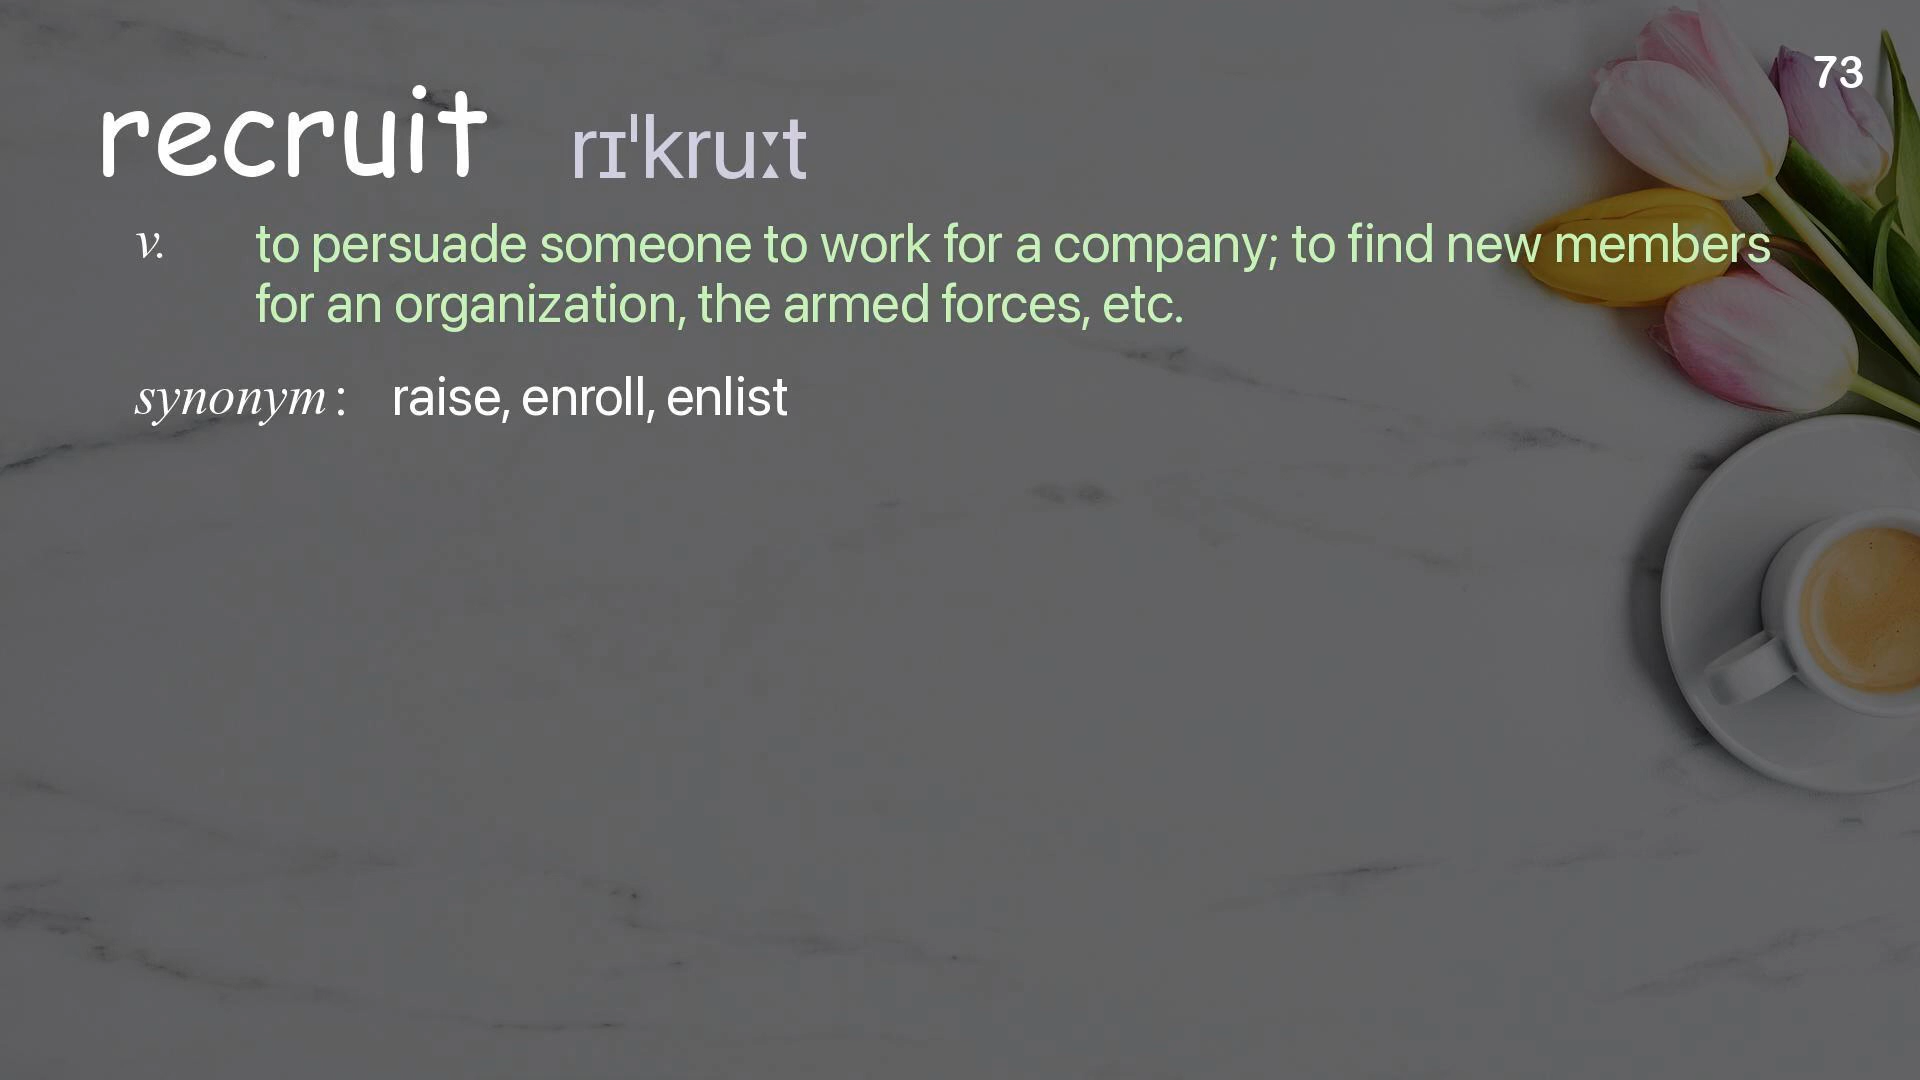 73
recruit rɪˈkruːt
v. to persuade someone to work for a company; to find new members
for an organization, the armed forces, etc.
synonym : raise, enroll, enlist